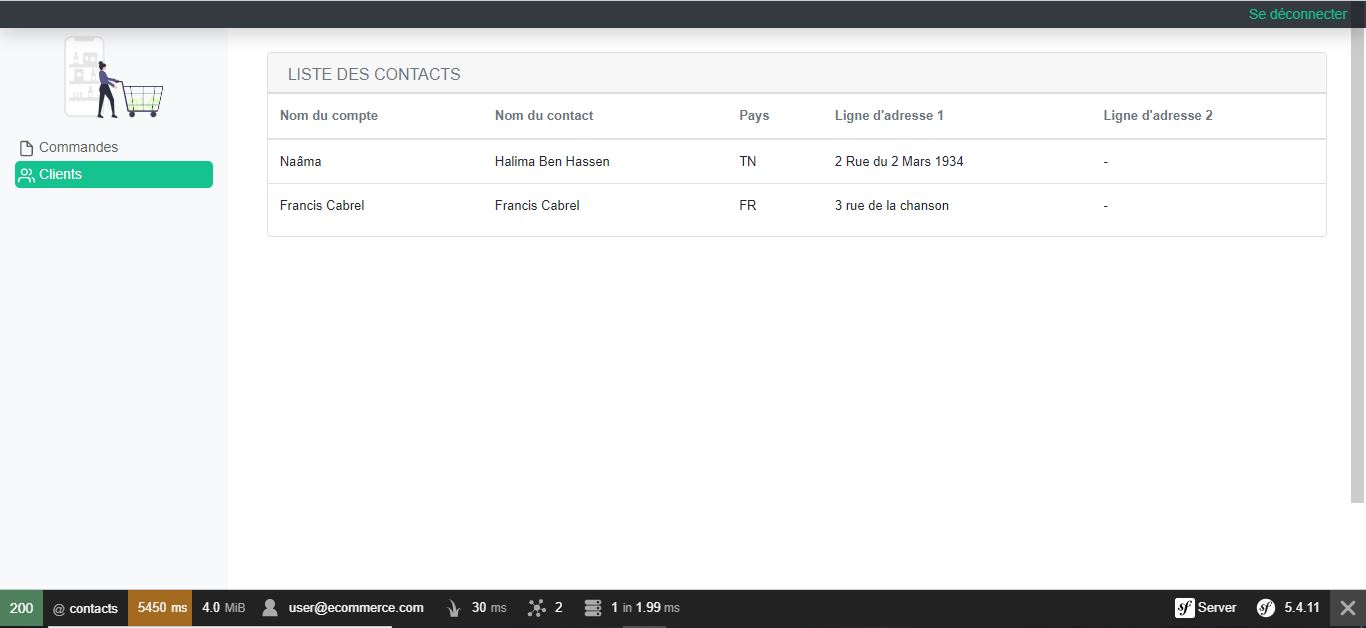 Se déconnecter
Commandes
Clients
LISTE DES CONTACTS
Nom du compte Nom du contact Pays Ligne d'adresse 1 Ligne d'adresse 2
Naâma Halima Ben Hassen TN 2 Rue du 2 Mars 1934 -
Francis Cabrel Francis Cabrel FR 3 rue de la chanson -
200 @ contacts 5450 ms 4.0 MiB user@ecommerce.com 30 ms 2 1 in 1.99 ms sf Server sf 5.4.11